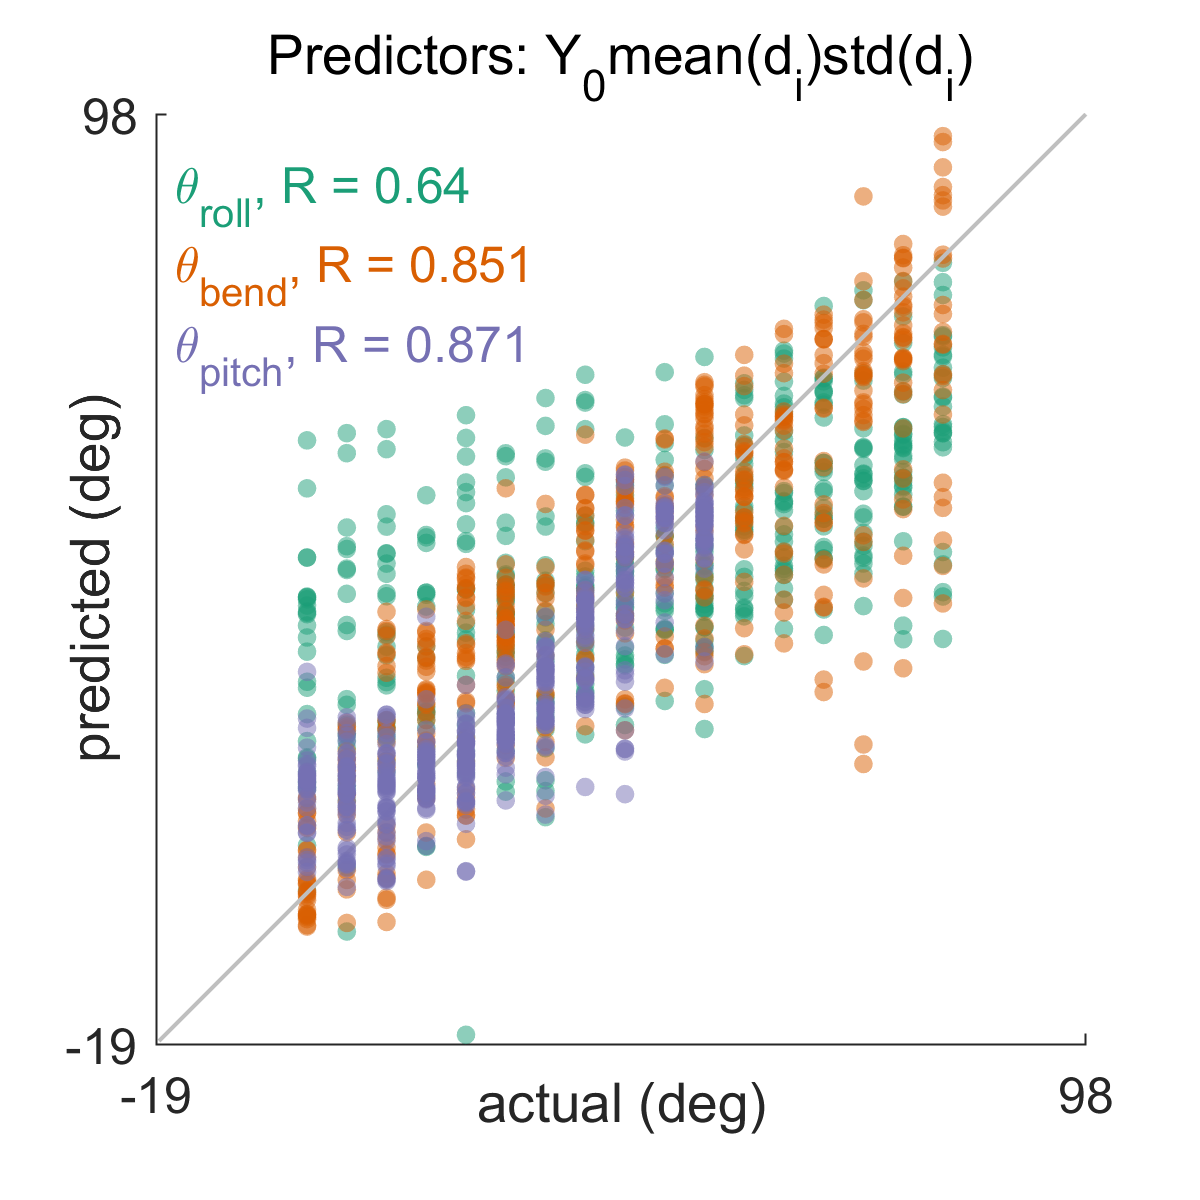 Predictors: Y₀mean(dᵢ)std(dᵢ)
98
θroll, R = 0.64
θbend, R = 0.851
θpitch, R = 0.871
predicted (deg)
-19
-19
98
actual (deg)